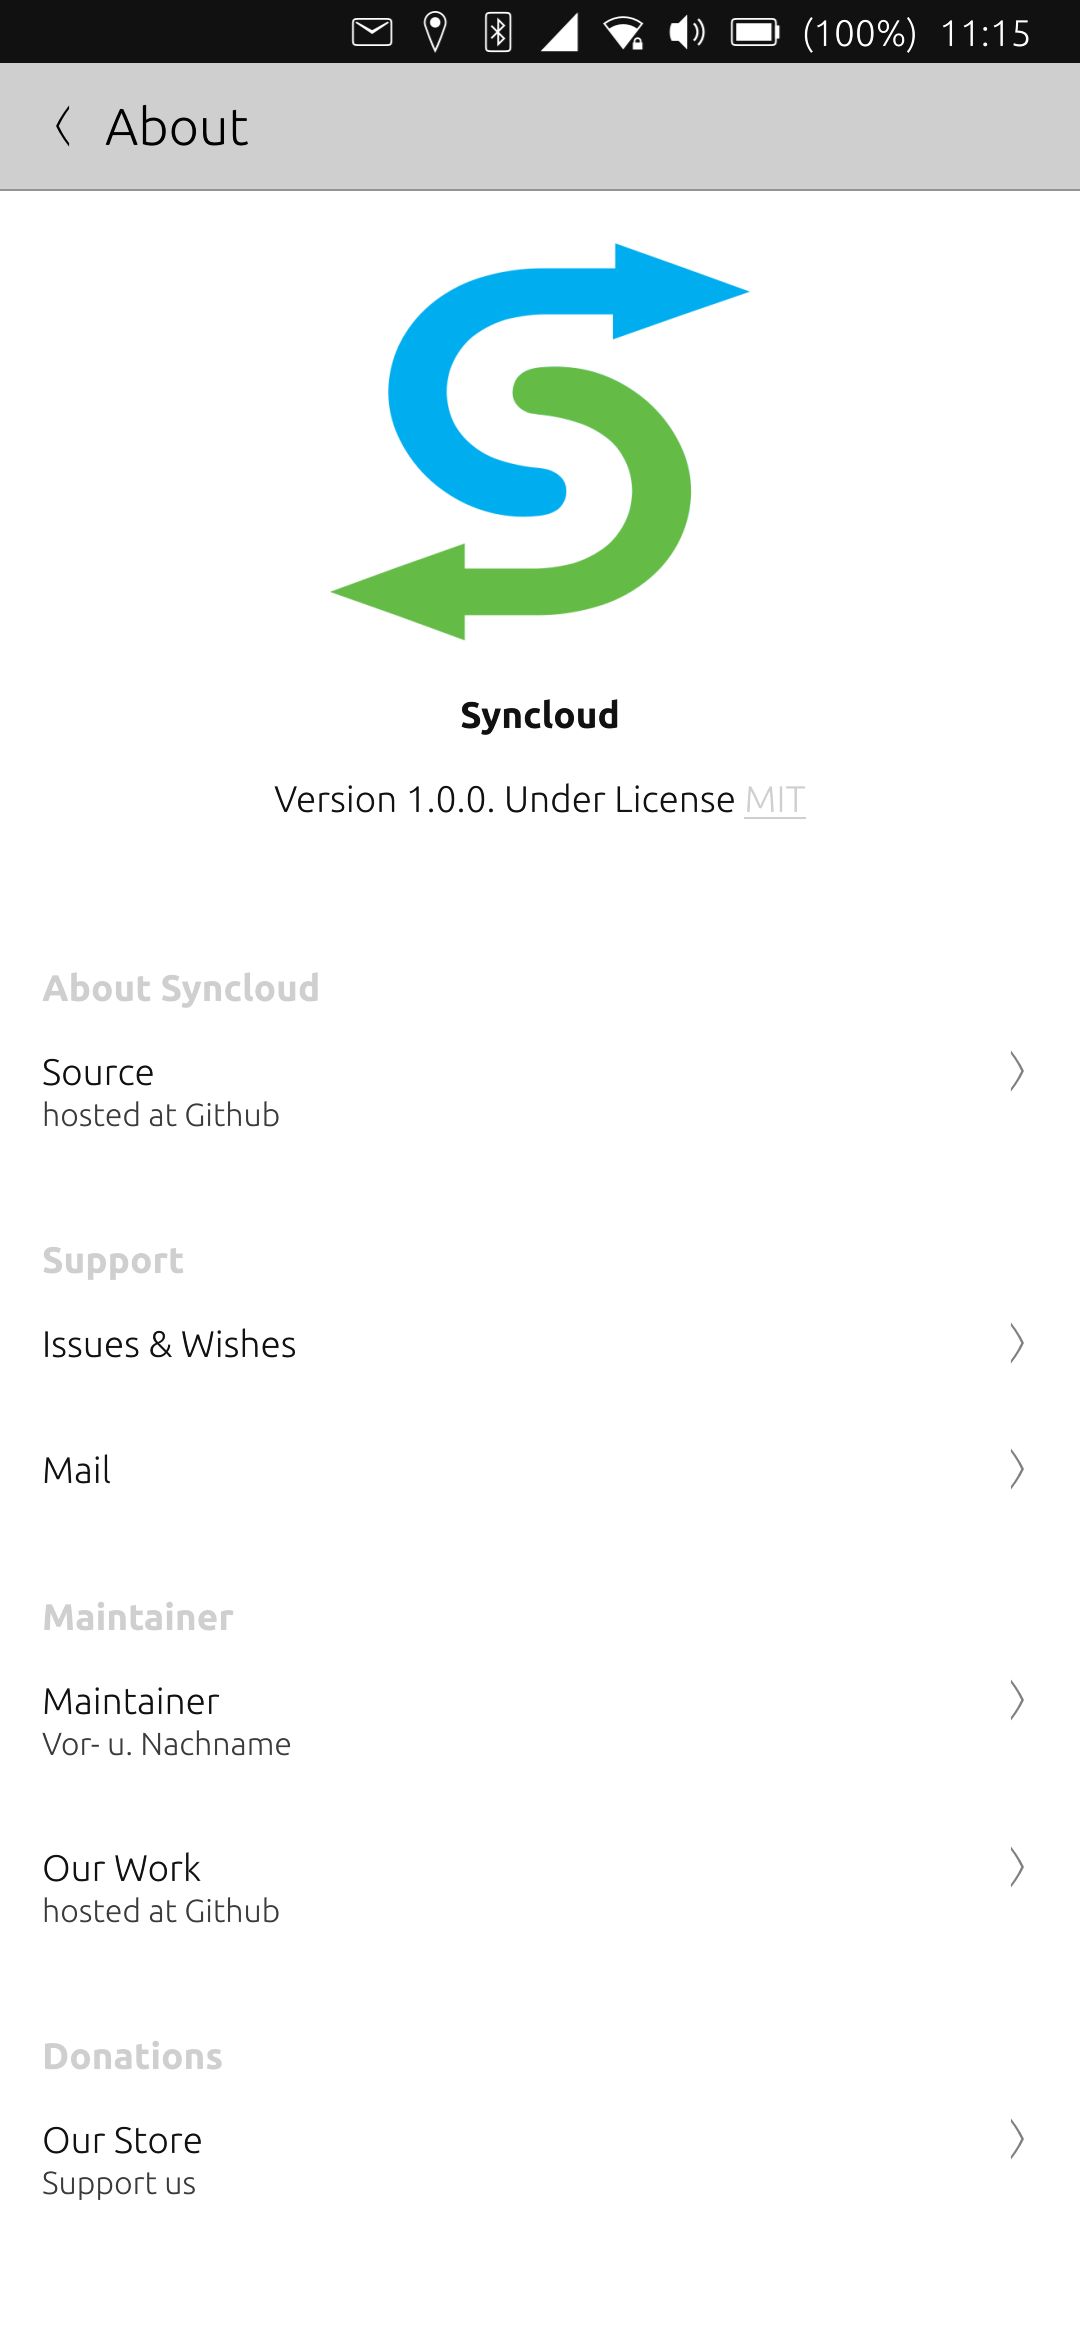 (100%) 11:15
About
Syncloud
Version 1.0.0. Under License MIT
About Syncloud
Source
hosted at Github
Support
Issues & Wishes
Mail
Maintainer
Maintainer
Vor- u. Nachname
Our Work
hosted at Github
Donations
Our Store
Support us